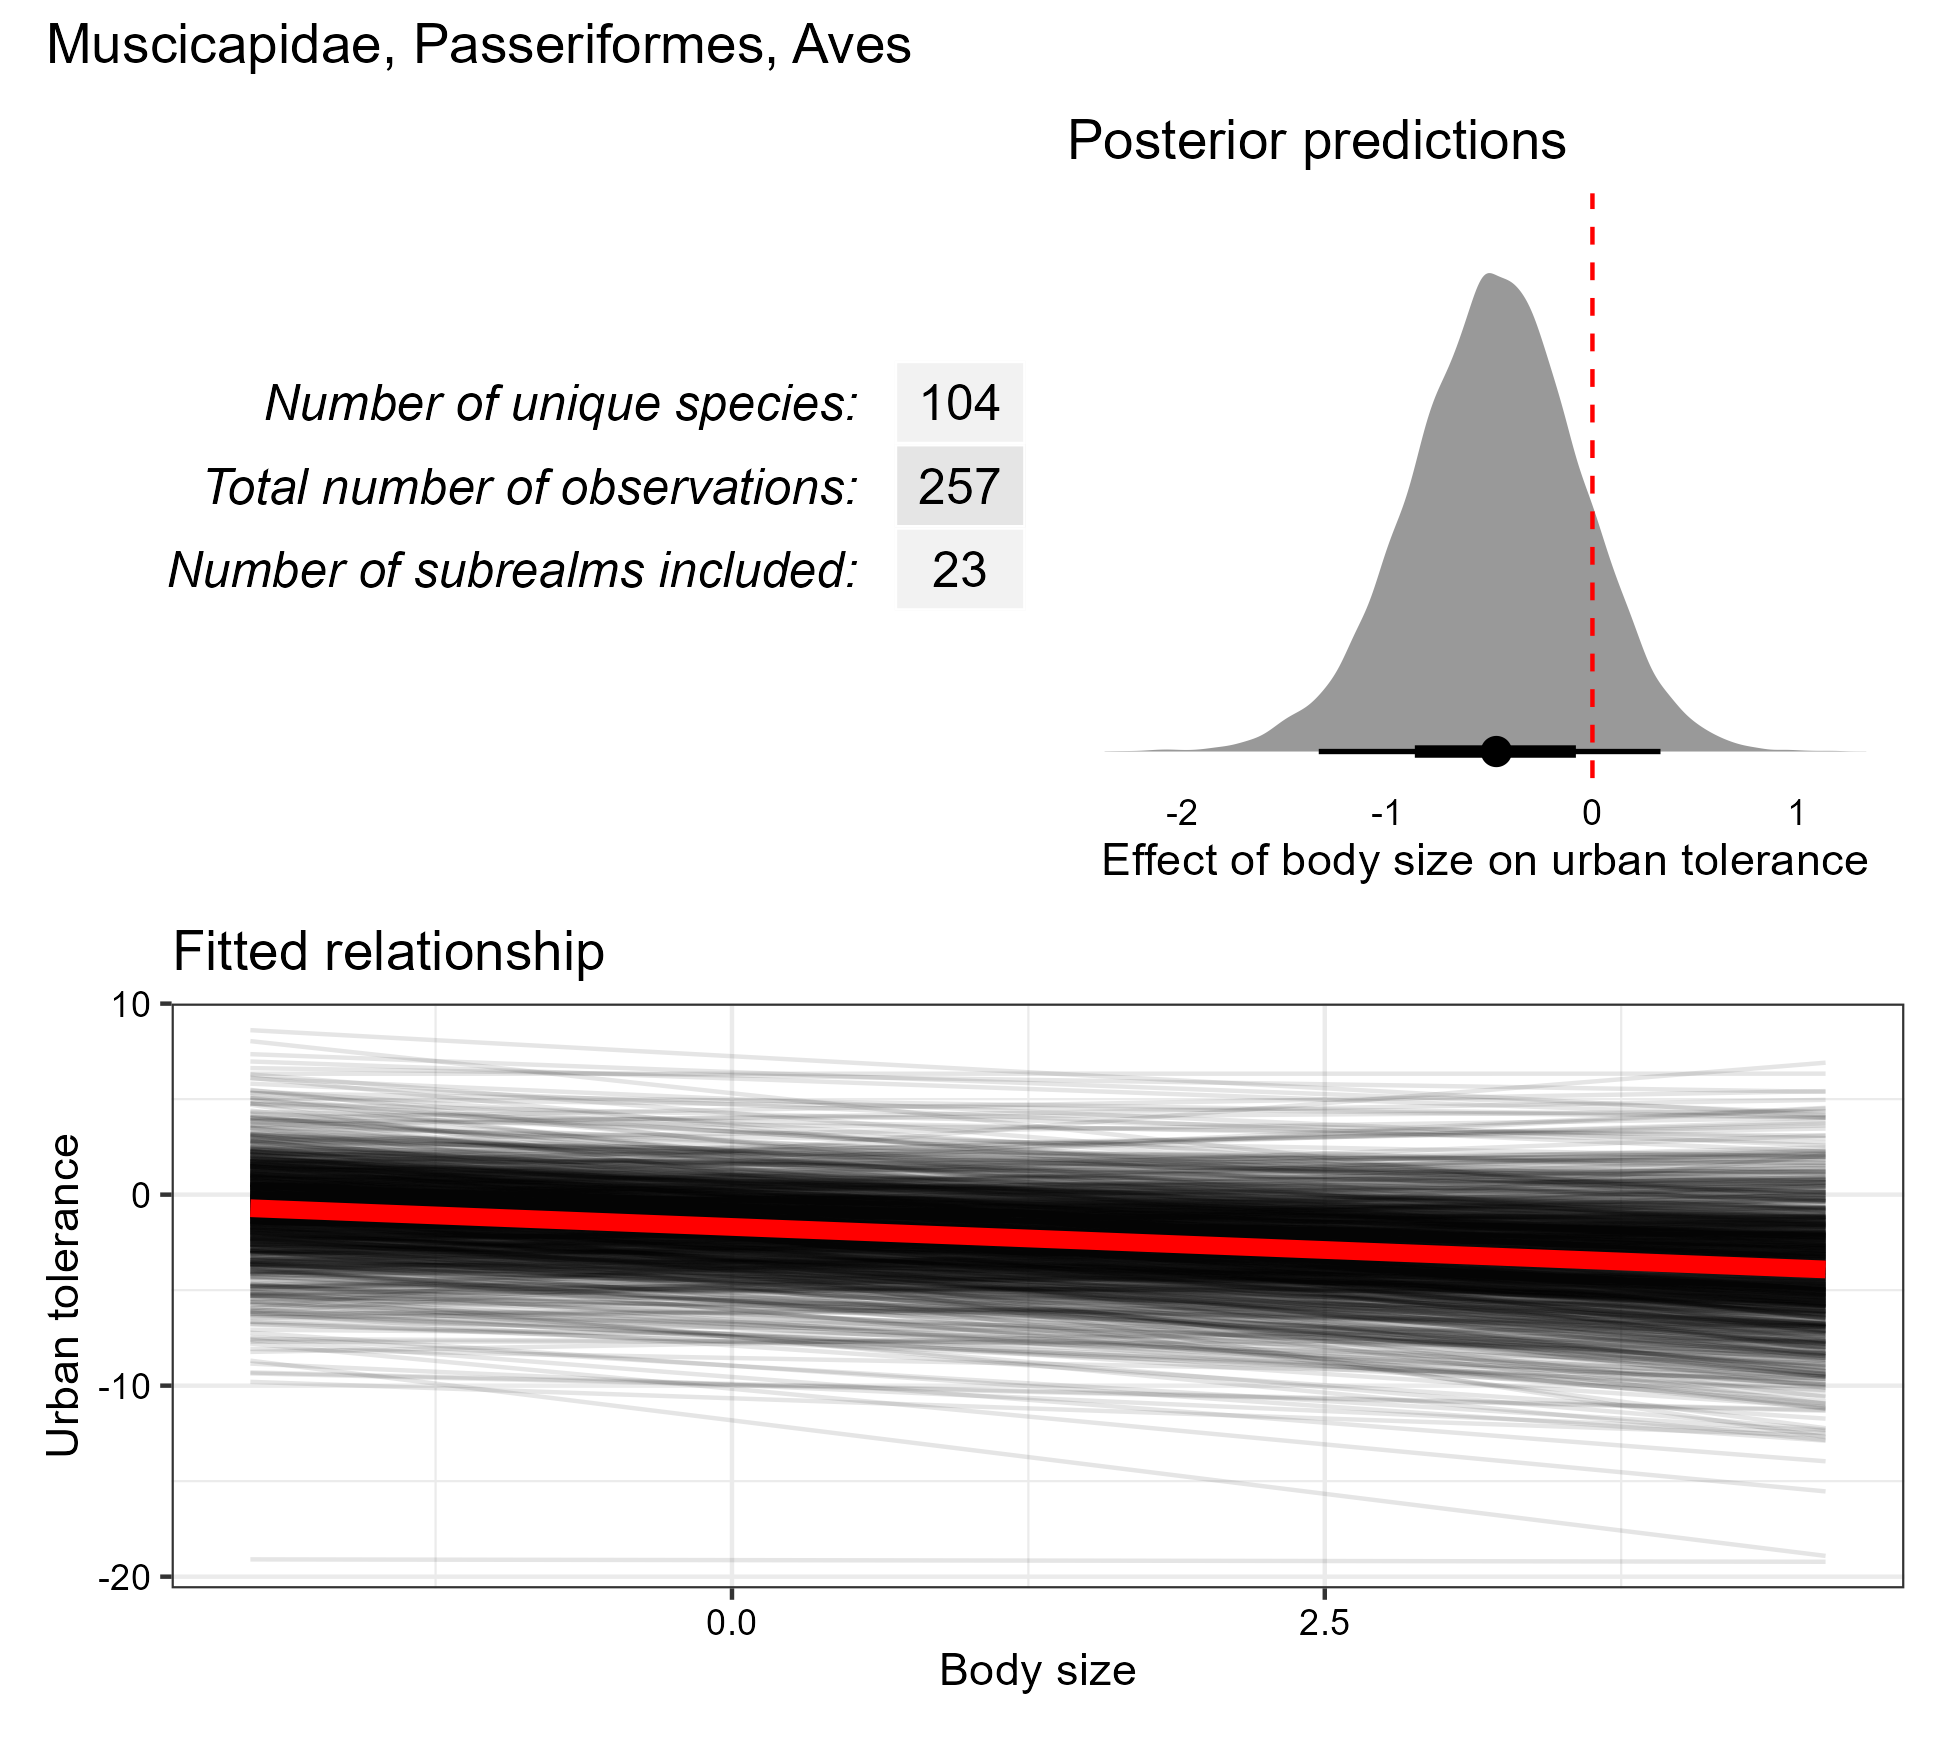 Muscicapidae, Passeriformes, Aves
Posterior predictions
Number of unique species: 104
Total number of observations: 257
Number of subrealms included: 23
-2 -1 0 1
Effect of body size on urban tolerance
Fitted relationship
10
0
-10
-20
Urban tolerance
0.0 2.5
Body size